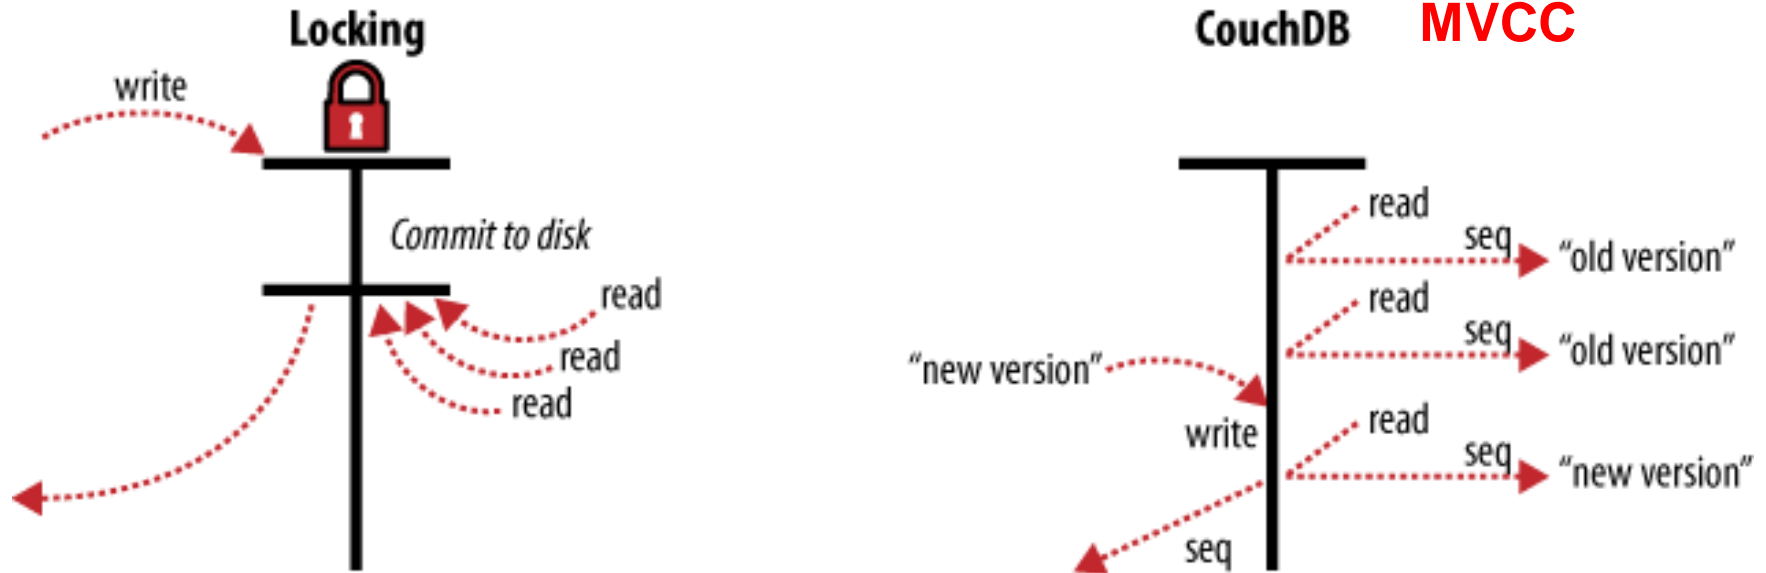 Locking
write
Commit to disk
read
read
read
CouchDB MVCC
read
seq "old version"
read
seq "old version"
"new version"
write
read
seq "new version"
seq